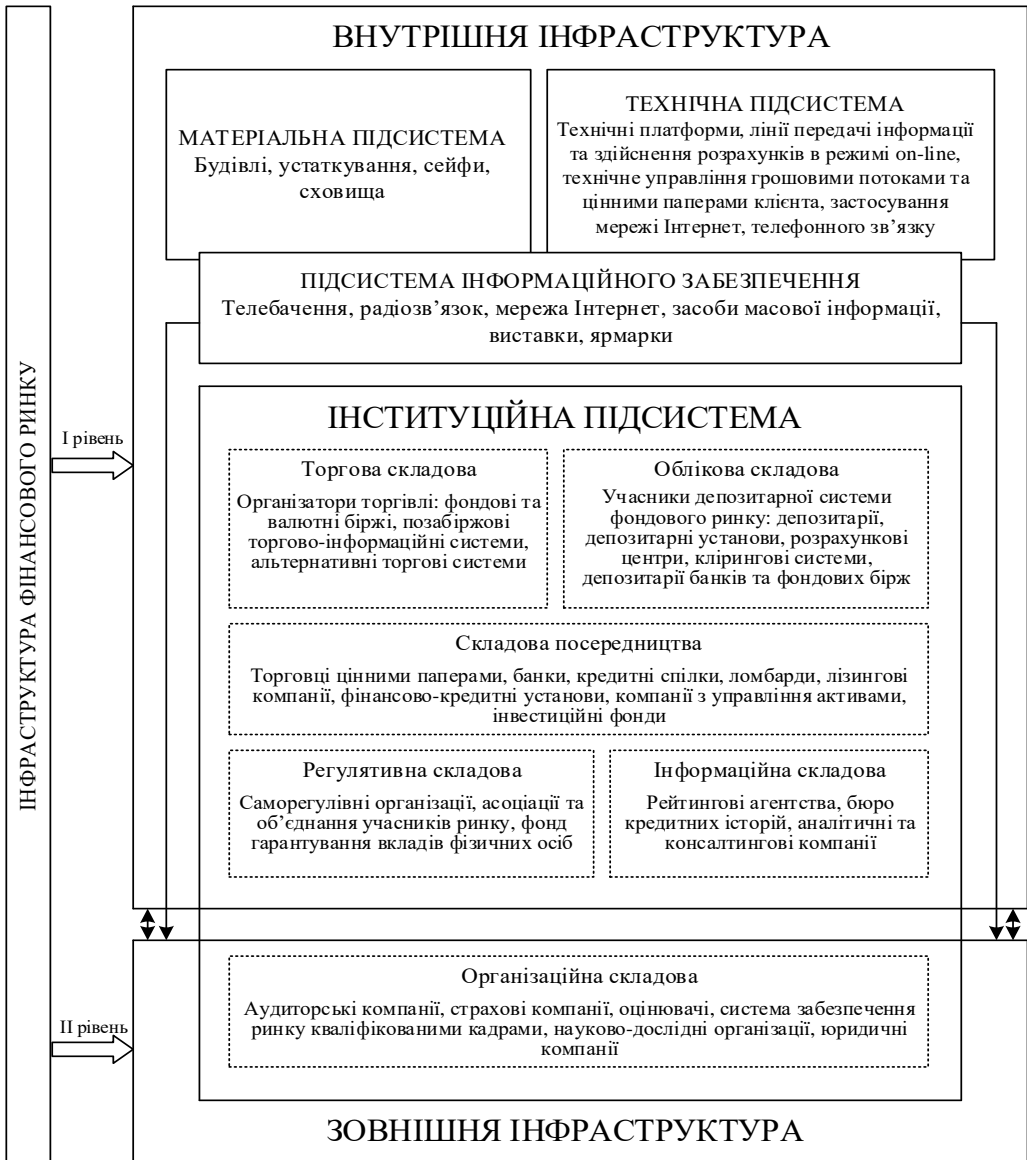 ІНФРАСТРУКТУРА ФІНАНСОВОГО РИНКУ
ВНУТРІШНЯ ІНФРАСТРУКТУРА
МАТЕРІАЛЬНА ПІДСИСТЕМА
Будівлі, устаткування, сейфи,
сховища
ТЕХНІЧНА ПІДСИСТЕМА
Технічні платформи, лінії передачі інформації
та здійснення розрахунків в режимі on-line,
технічне управління грошовими потоками та
цінними паперами клієнта, застосування
мережі Інтернет, телефонного зв’язку
ПІДСИСТЕМА ІНФОРМАЦІЙНОГО ЗАБЕЗПЕЧЕННЯ
Телебачення, радіозв’язок, мережа Інтернет, засоби масової інформації,
виставки, ярмарки
І рівень
ІНСТИТУЦІЙНА ПІДСИСТЕМА
Торгова складова
Організатори торгівлі: фондові та
валютні біржі, позабіржові
торгово-інформаційні системи,
альтернативні торгові системи
Облікова складова
Учасники депозитарної системи
фондового ринку: депозитарії,
депозитарні установи, розрахункові
центри, клірингові системи,
депозитарії банків та фондових бірж
Складова посередництва
Торговці цінними паперами, банки, кредитні спілки, ломбарди, лізингові
компанії, фінансово-кредитні установи, компанії з управління активами,
інвестиційні фонди
Регулятивна складова
Саморегулівні організації, асоціації та
об’єднання учасників ринку, фонд
гарантування вкладів фізичних осіб
Інформаційна складова
Рейтингові агентства, бюро
кредитних історій, аналітичні та
консалтингові компанії
ІІ рівень
Організаційна складова
Аудиторські компанії, страхові компанії, оцінювачі, система забезпечення
ринку кваліфікованими кадрами, науково-дослідні організації, юридичні
компанії
ЗОВНІШНЯ ІНФРАСТРУКТУРА